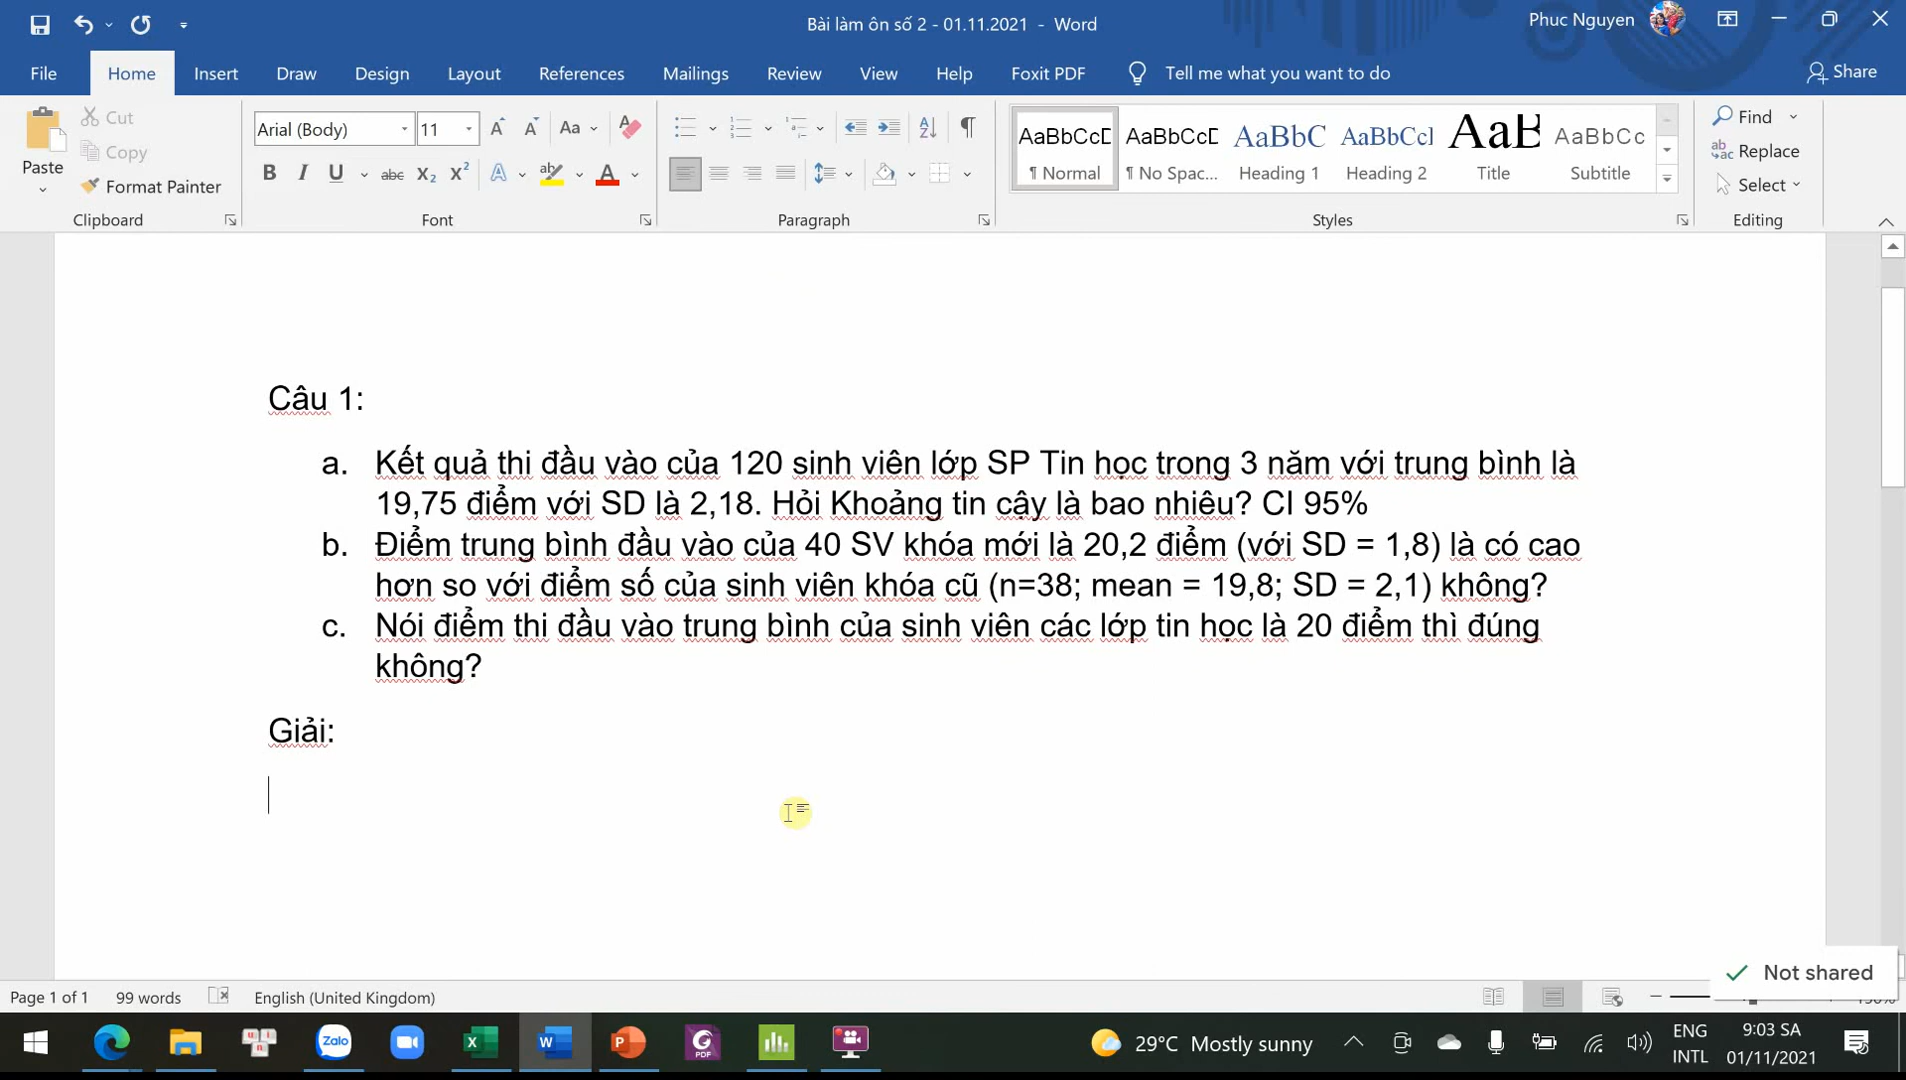 Bài làm ôn số 2 - 01.11.2021 - Word
Phuc Nguyen
File Home Insert Draw Design Layout References Mailings Review View Help Foxit PDF Tell me what you want to do Share
Paste
Cut
Copy
Format Painter
Clipboard
Arial (Body) 11
Font
Paragraph
AaBbCcD AaBbCcD AaBbC AaBbCcI AaB AaBbCc
¶ Normal ¶ No Spac... Heading 1 Heading 2 Title Subtitle
Styles
Find
Replace
Select
Editing
Câu 1:
a. Kết quả thi đầu vào của 120 sinh viên lớp SP Tin học trong 3 năm với trung bình là
19,75 điểm với SD là 2,18. Hỏi Khoảng tin cậy là bao nhiêu? CI 95%
b. Điểm trung bình đầu vào của 40 SV khóa mới là 20,2 điểm (với SD = 1,8) là có cao
hơn so với điểm số của sinh viên khóa cũ (n=38; mean = 19,8; SD = 2,1) không?
c. Nói điểm thi đầu vào trung bình của sinh viên các lớp tin học là 20 điểm thì đúng
không?
Giải:
Not shared
Page 1 of 1 99 words English (United Kingdom)
Zalo
PDF
29°C Mostly sunny
ENG
INTL
9:03 SA
01/11/2021